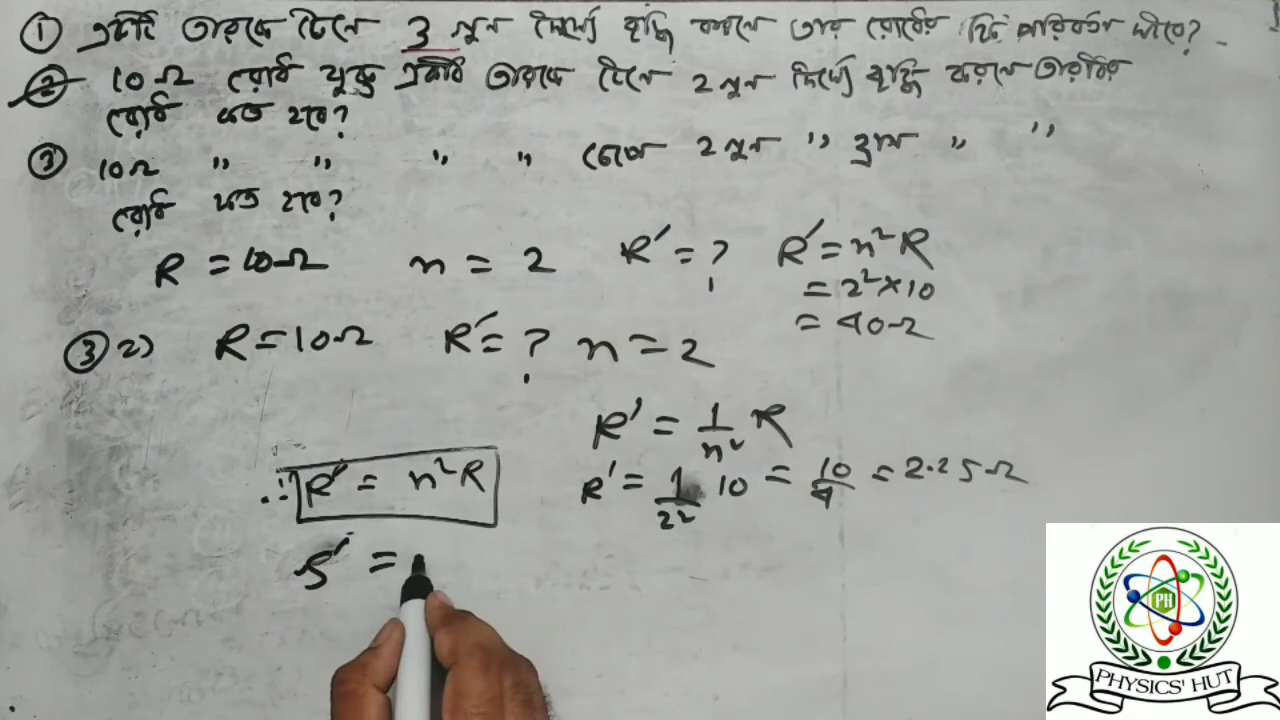 ① একটি তারকে টেনে 3 গুন দৈর্ঘ্যে বৃদ্ধি করলে তার রোধের কি পরিবর্তন ঘটবে?
② 10Ω রোধ যুক্ত একটি তারকে টেনে 2 গুন দৈর্ঘ্যে বৃদ্ধি করলে তারটির
রোধ কত হবে?
③ 10Ω " " " " চেপে 2 গুন " হ্রাস " "
রোধ কত হবে?
R = 10Ω n = 2 R′ = ? R′ = n²R
= 2² × 10
= 40Ω
③ 2) R = 10Ω R′ = ? n = 2
R′ = 1/n² R
∴ R′ = n²R
R′ = 1/2² 10 = 10/4 = 2.25Ω
S′ =
PH
PHYSICS' HUT